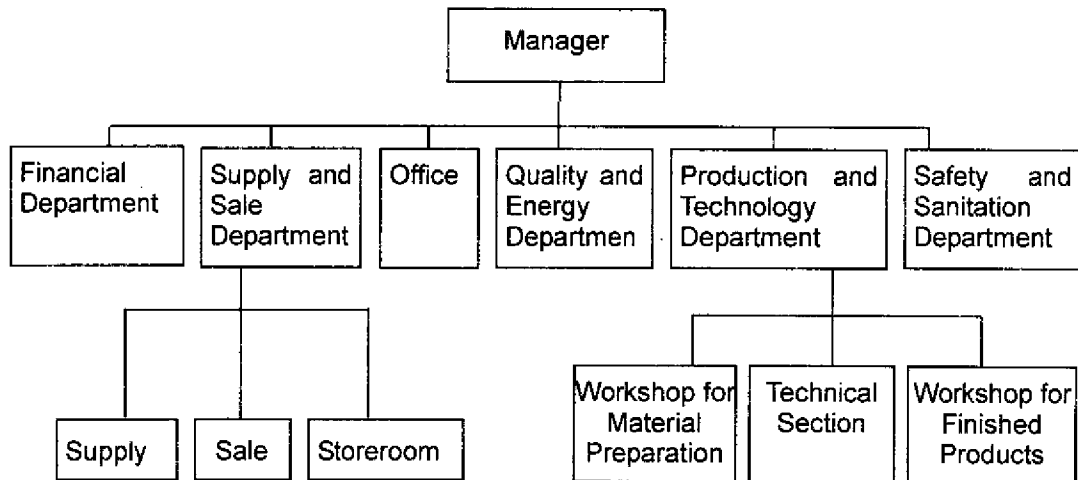 Manager
Financial
Department
Supply and
Sale
Department
Office
Quality and
Energy
Departmen
Production and
Technology
Department
Safety and
Sanitation
Department
Supply
Sale
Storeroom
Workshop for
Material
Preparation
Technical
Section
Workshop for
Finished
Products